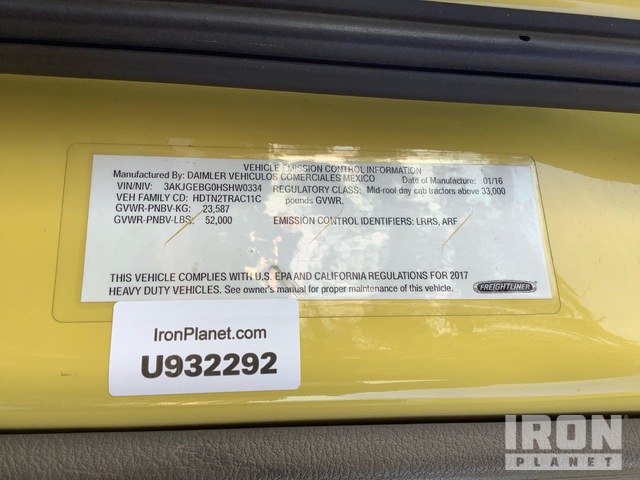 VEHICLE EMISSION CONTROL INFORMATION
Manufactured By: DAIMLER VEHICULOS COMERCIALES MEXICO Date of Manufacture: 01/16
VIN/NIV: 3AKJGEBG0HSHW0334 REGULATORY CLASS: Mid-rool day cab tractors above 33,000
VEH FAMILY CD: HDTN2TRAC11C pounds GVWR.
GVWR-PNBV-KG: 23,587
GVWR-PNBV-LBS: 52,000 EMISSION CONTROL IDENTIFIERS: LRRS, ARF
THIS VEHICLE COMPLIES WITH U.S. EPA AND CALIFORNIA REGULATIONS FOR 2017
HEAVY DUTY VEHICLES. See owner's manual for proper maintenance of this vehicle.
FREIGHTLINER
IronPlanet.com
U932292
IRON
PLANET